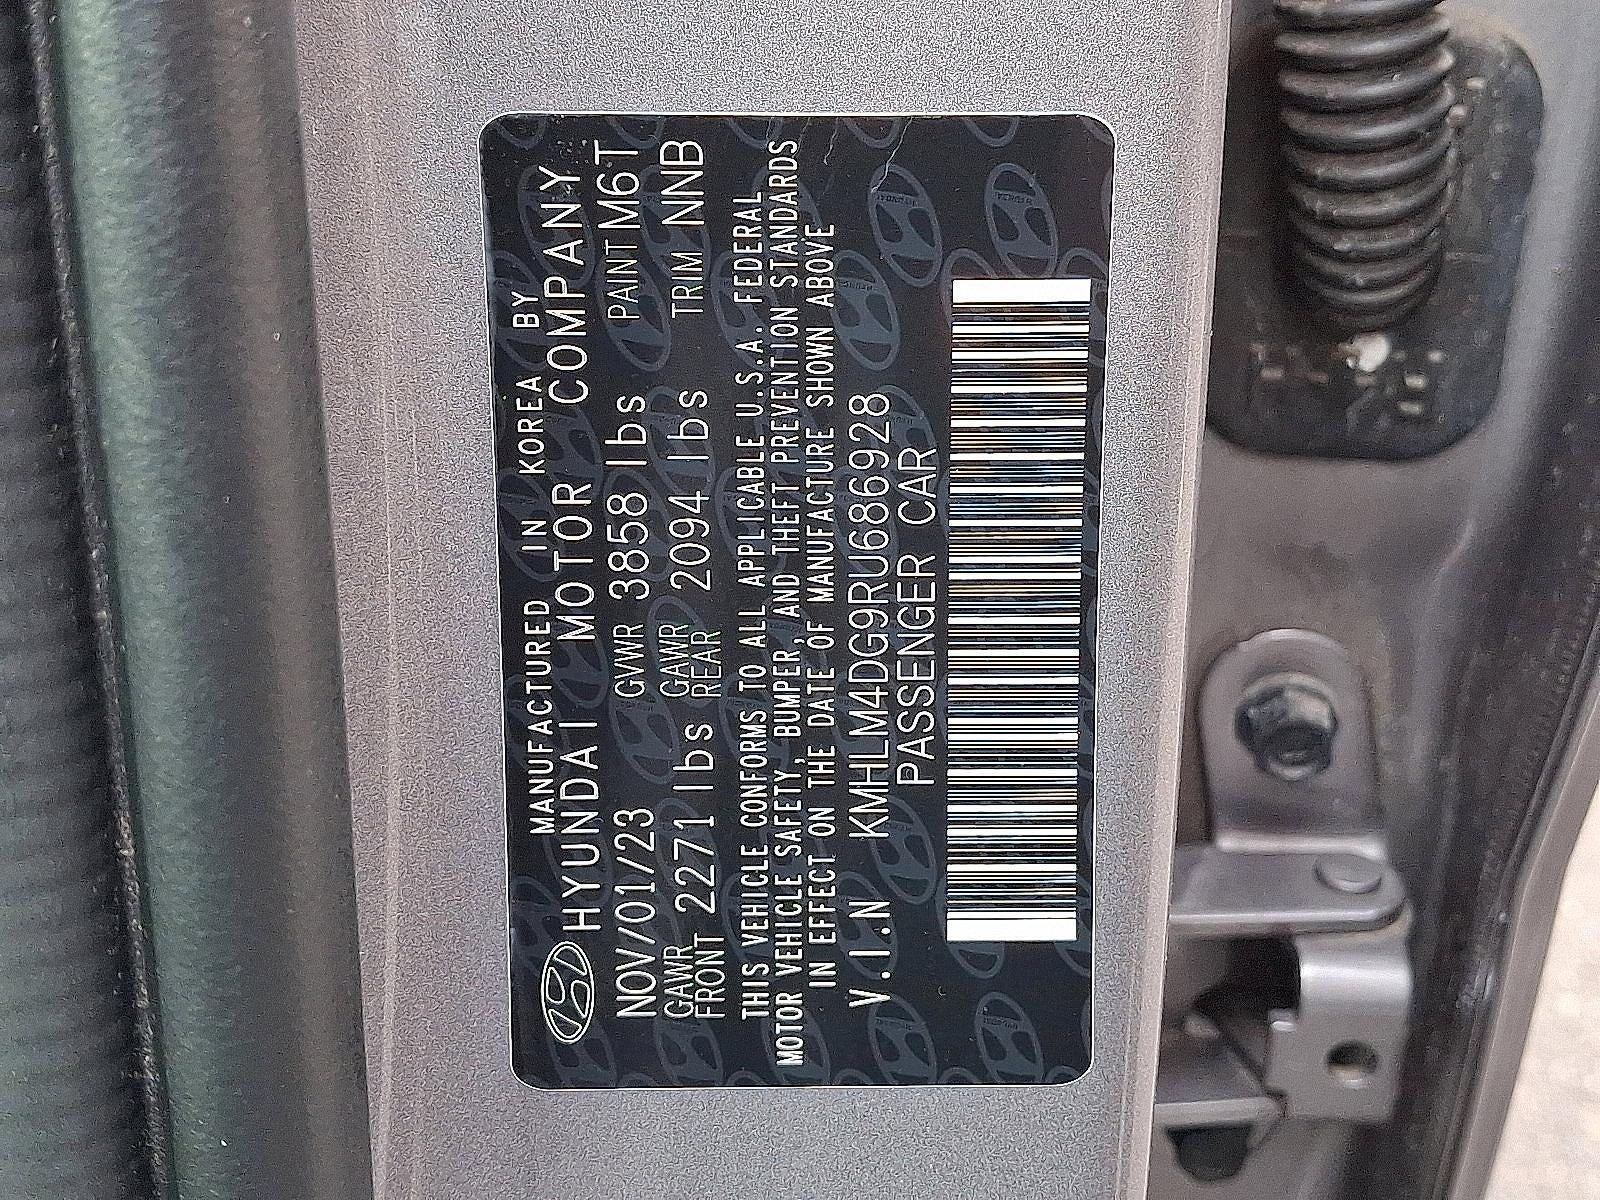 MANUFACTURED IN KOREA BY
HYUNDAI MOTOR COMPANY
NOV/01/23 GVWR 3858 lbs PAINT M6T
GAWR FRONT 2271 lbs GAWR REAR 2094 lbs TRIM NNB
THIS VEHICLE CONFORMS TO ALL APPLICABLE U.S.A. FEDERAL
MOTOR VEHICLE SAFETY, BUMPER, AND THEFT PREVENTION STANDARDS
IN EFFECT ON THE DATE OF MANUFACTURE SHOWN ABOVE
V.I.N KMHLM4DG9RU686928
PASSENGER CAR